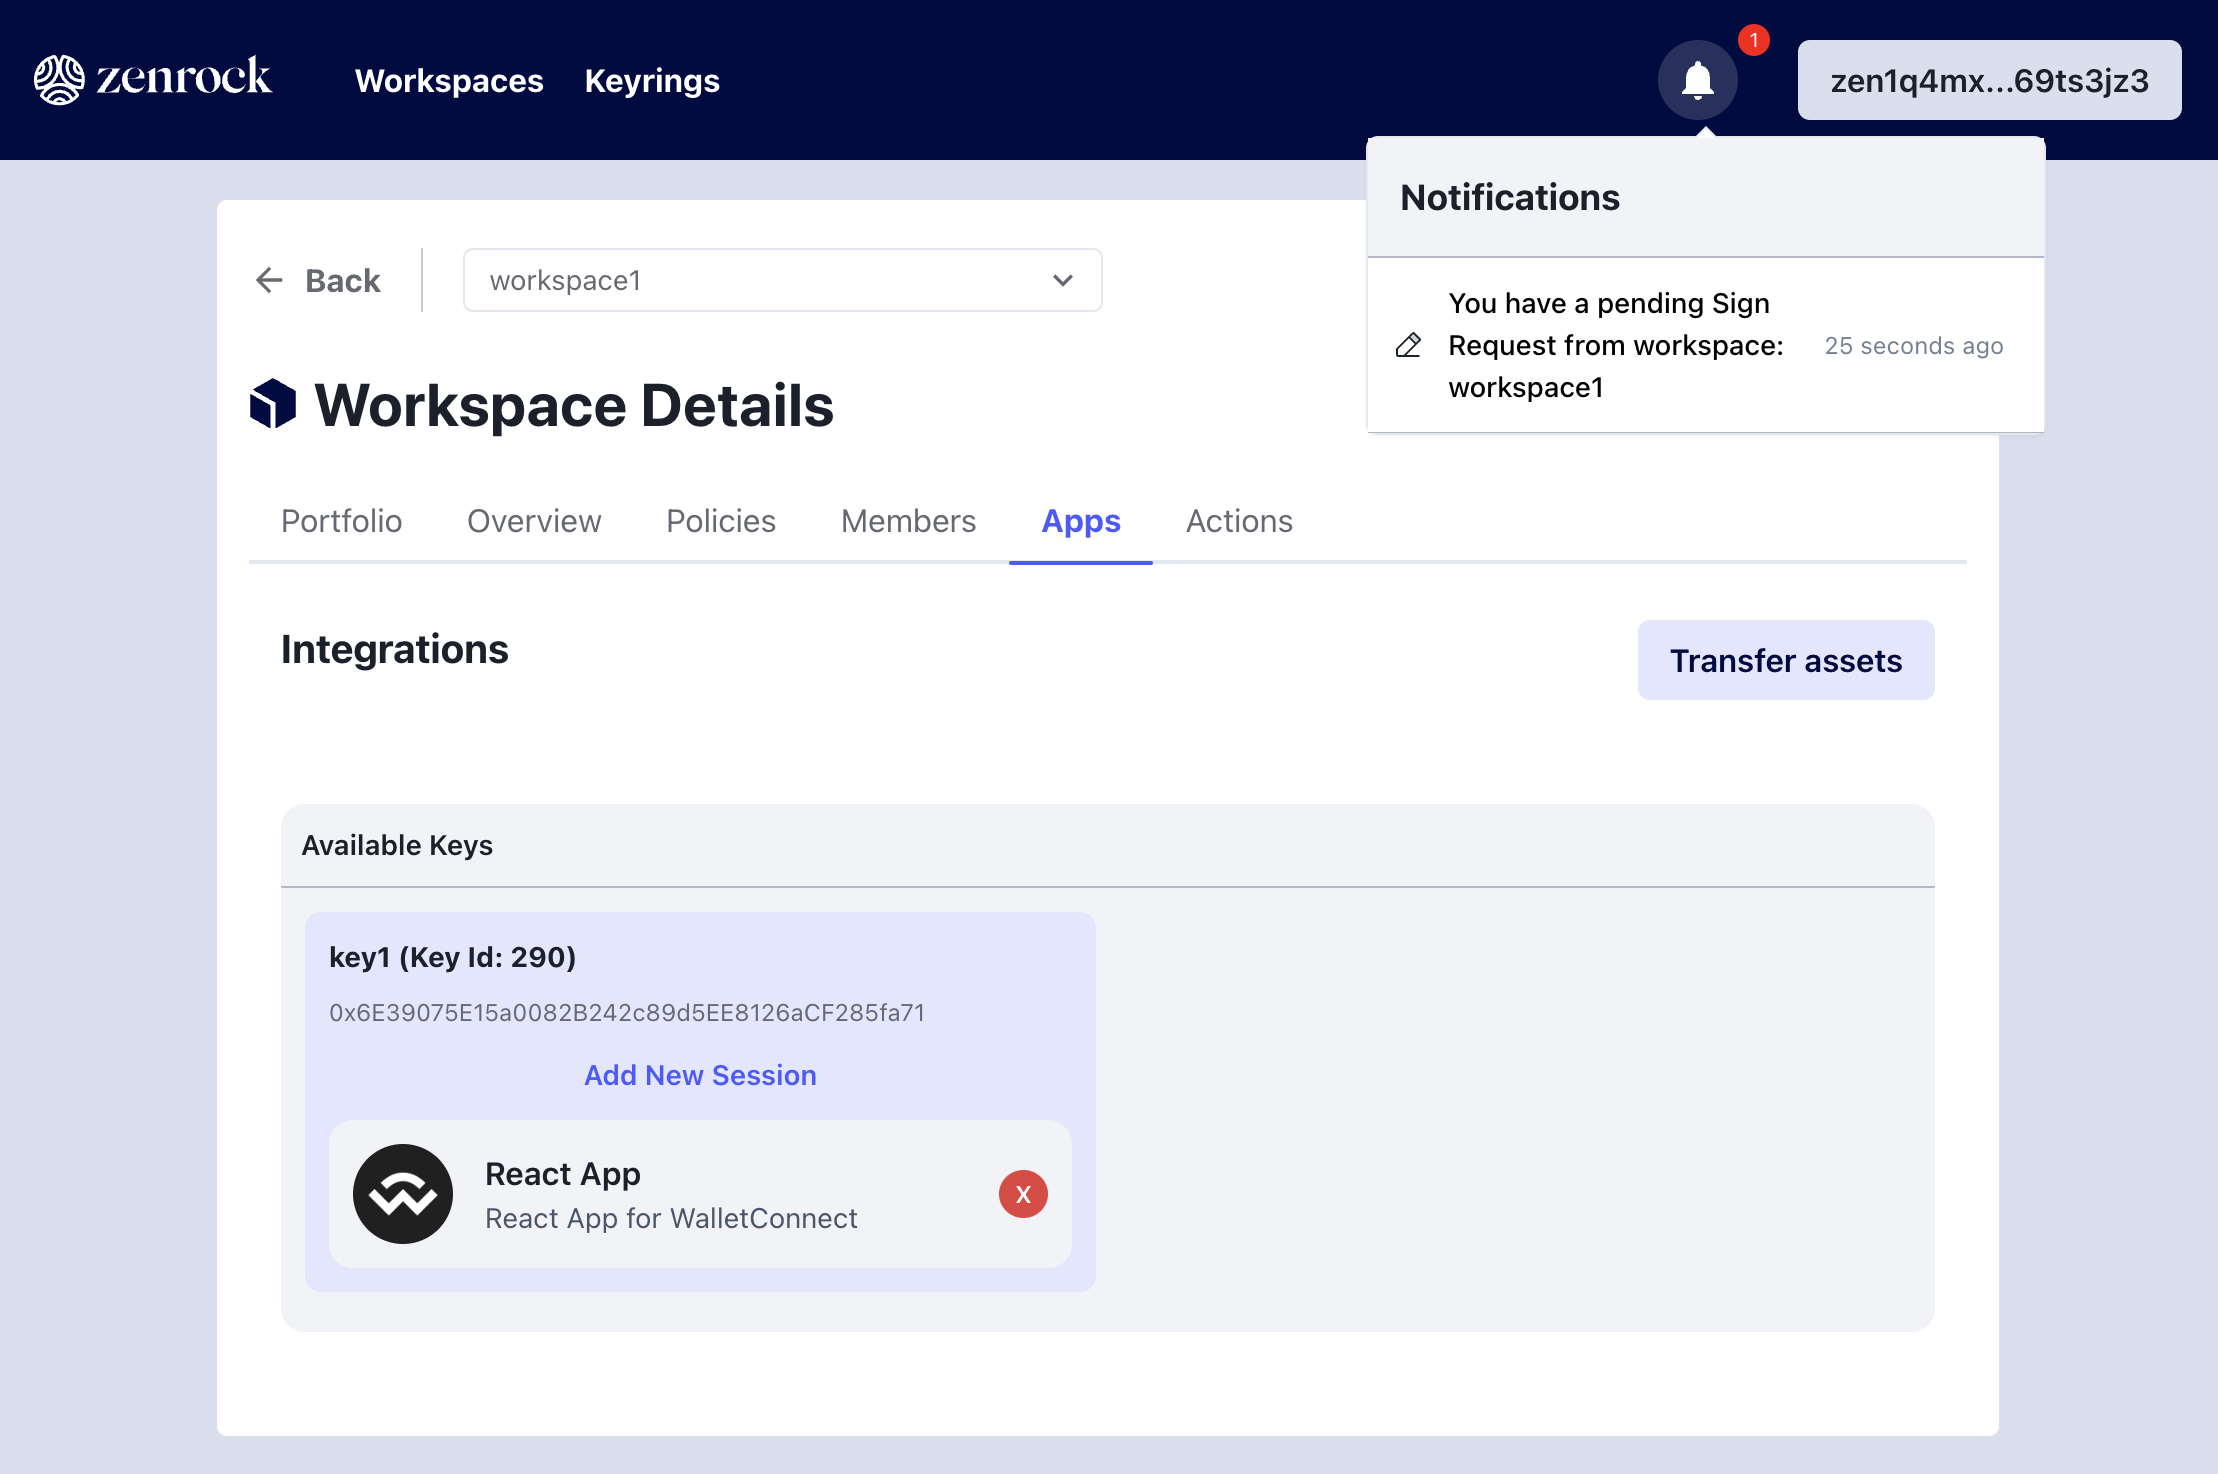 zenrock
Workspaces
Keyrings
1
zen1q4mx...69ts3jz3
Notifications
You have a pending Sign
Request from workspace:
workspace1
25 seconds ago
Back
workspace1
Workspace Details
Portfolio
Overview
Policies
Members
Apps
Actions
Integrations
Transfer assets
Available Keys
key1 (Key Id: 290)
0x6E39075E15a0082B242c89d5EE8126aCF285fa71
Add New Session
React App
React App for WalletConnect
X